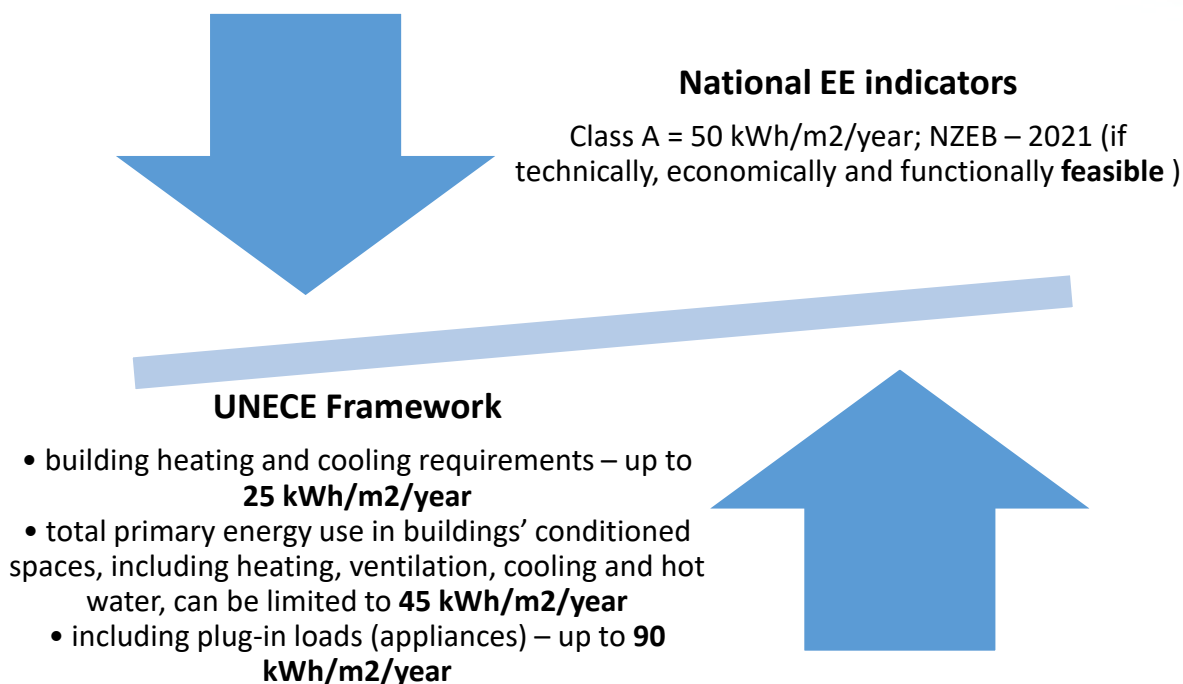 National EE indicators
Class A = 50 kWh/m2/year; NZEB – 2021 (if
technically, economically and functionally feasible )
UNECE Framework
• building heating and cooling requirements – up to
25 kWh/m2/year
• total primary energy use in buildings’ conditioned
spaces, including heating, ventilation, cooling and hot
water, can be limited to 45 kWh/m2/year
• including plug-in loads (appliances) – up to 90
kWh/m2/year